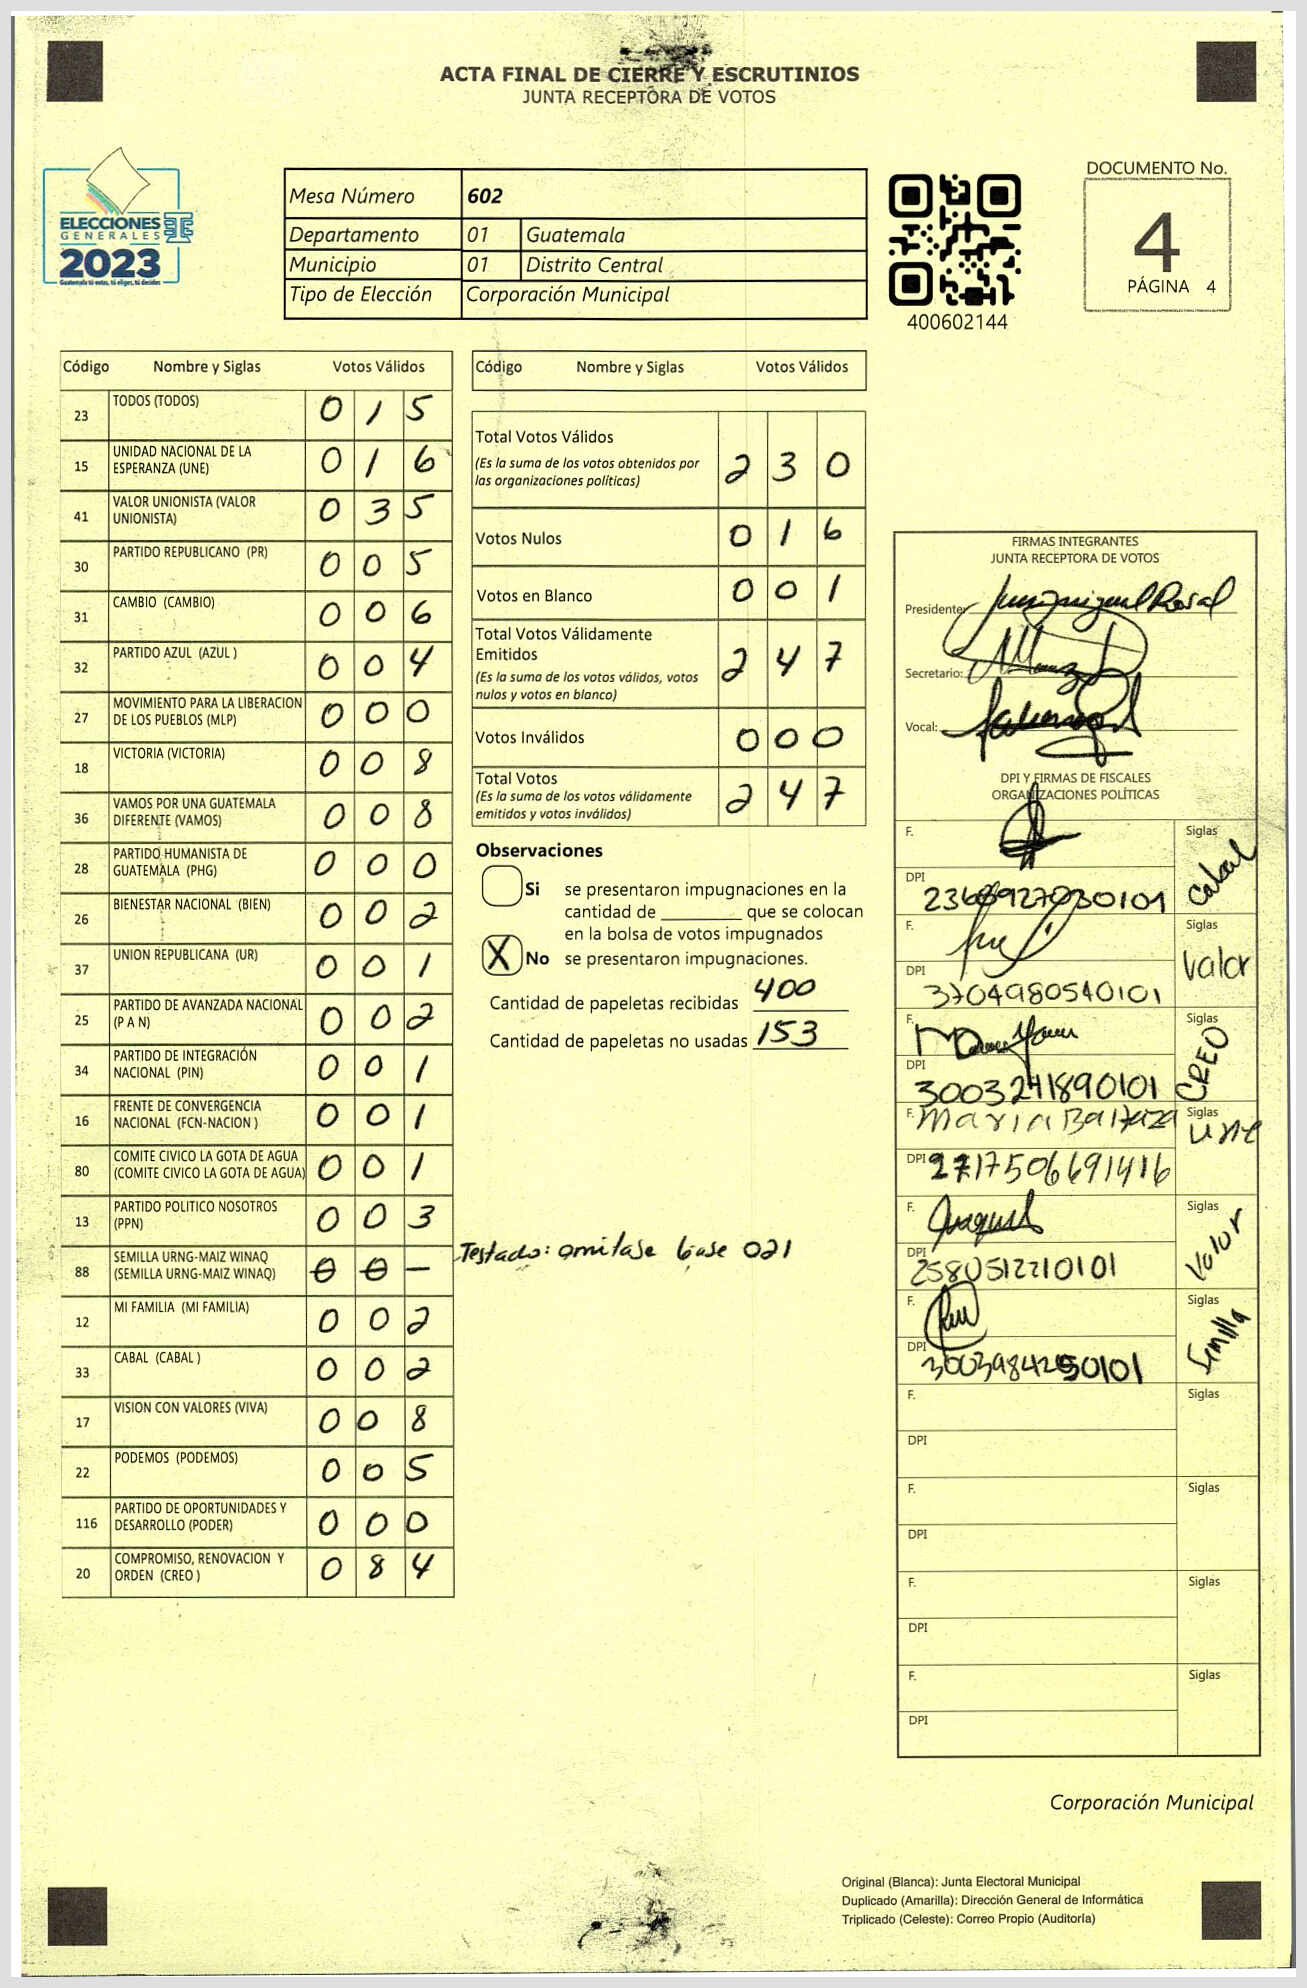 ACTA FINAL DE CIERRE Y ESCRUTINIOS
JUNTA RECEPTORA DE VOTOS
ELECCIONES
GENERALES
2023
Guatemala tú votas, tú eliges, tú decides
TSE
Mesa Número 602
Departamento 01 Guatemala
Municipio 01 Distrito Central
Tipo de Elección Corporación Municipal
400602144
DOCUMENTO No.
4
PÁGINA 4
Código Nombre y Siglas Votos Válidos
23 TODOS (TODOS) 0 1 5
15 UNIDAD NACIONAL DE LA ESPERANZA (UNE) 0 1 6
41 VALOR UNIONISTA (VALOR UNIONISTA) 0 3 5
30 PARTIDO REPUBLICANO (PR) 0 0 5
31 CAMBIO (CAMBIO) 0 0 6
32 PARTIDO AZUL (AZUL ) 0 0 4
27 MOVIMIENTO PARA LA LIBERACION DE LOS PUEBLOS (MLP) 0 0 0
18 VICTORIA (VICTORIA) 0 0 8
36 VAMOS POR UNA GUATEMALA DIFERENTE (VAMOS) 0 0 8
28 PARTIDO HUMANISTA DE GUATEMALA (PHG) 0 0 0
26 BIENESTAR NACIONAL (BIEN) 0 0 2
37 UNION REPUBLICANA (UR) 0 0 1
25 PARTIDO DE AVANZADA NACIONAL (P A N) 0 0 2
34 PARTIDO DE INTEGRACIÓN NACIONAL (PIN) 0 0 1
16 FRENTE DE CONVERGENCIA NACIONAL (FCN-NACION ) 0 0 1
80 COMITE CIVICO LA GOTA DE AGUA (COMITE CIVICO LA GOTA DE AGUA) 0 0 1
13 PARTIDO POLITICO NOSOTROS (PPN) 0 0 3
88 SEMILLA URNG-MAIZ WINAQ (SEMILLA URNG-MAIZ WINAQ) 0 0 – Testado: omitase base 021
12 MI FAMILIA (MI FAMILIA) 0 0 2
33 CABAL (CABAL ) 0 0 2
17 VISION CON VALORES (VIVA) 0 0 8
22 PODEMOS (PODEMOS) 0 0 5
116 PARTIDO DE OPORTUNIDADES Y DESARROLLO (PODER) 0 0 0
20 COMPROMISO, RENOVACION Y ORDEN (CREO ) 0 8 4
Código Nombre y Siglas Votos Válidos
Total Votos Válidos 2 3 0
(Es la suma de los votos obtenidos por
las organizaciones políticas)
Votos Nulos 0 1 6
Votos en Blanco 0 0 1
Total Votos Válidamente
Emitidos 2 4 7
(Es la suma de los votos válidos, votos
nulos y votos en blanco)
Votos Inválidos 0 0 0
Total Votos 2 4 7
(Es la suma de los votos válidamente
emitidos y votos inválidos)
Observaciones
Si se presentaron impugnaciones en la
cantidad de ________ que se colocan
en la bolsa de votos impugnados
X No se presentaron impugnaciones.
Cantidad de papeletas recibidas 400
Cantidad de papeletas no usadas 153
FIRMAS INTEGRANTES
JUNTA RECEPTORA DE VOTOS
Presidente:
Secretario:
Vocal:
DPI Y FIRMAS DE FISCALES
ORGANIZACIONES POLÍTICAS
F. Siglas Cabal
DPI
F. Siglas Valor
DPI 3704980540101
F. Siglas CREO
DPI 3003241890101
F. Maria Baltaza Siglas Une
DPI 2717506691416
F. Siglas Valor
DPI 2580512210101
F. Siglas Semilla
DPI
F. Siglas
DPI
F. Siglas
DPI
F. Siglas
DPI
F. Siglas
DPI
Corporación Municipal
Original (Blanca): Junta Electoral Municipal
Duplicado (Amarilla): Dirección General de Informática
Triplicado (Celeste): Correo Propio (Auditoría)